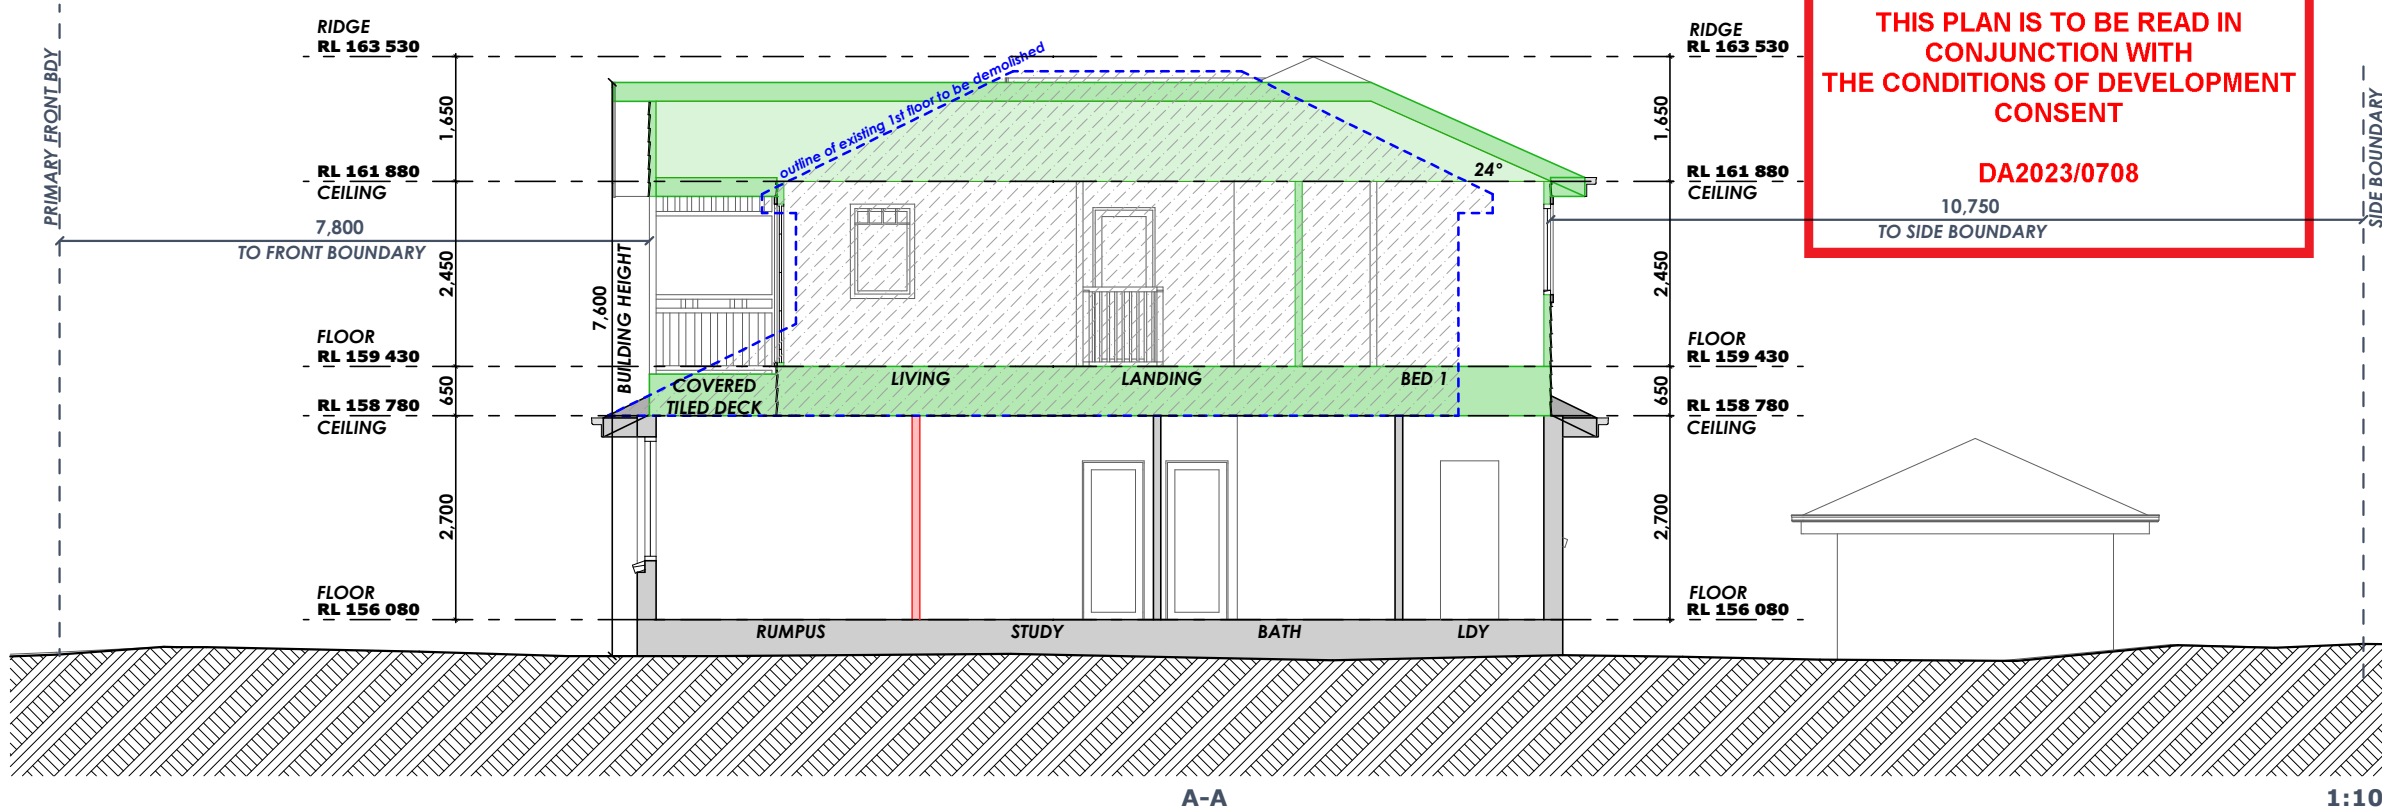 PRIMARY FRONT BDY
RIDGE
RL 163 530
1,650
RL 161 880
CEILING
7,800
TO FRONT BOUNDARY
2,450
FLOOR
RL 159 430
650
RL 158 780
CEILING
2,700
FLOOR
RL 156 080
7,600
BUILDING HEIGHT
outline of existing 1st floor to be demolished
24°
COVERED
TILED DECK
LIVING
LANDING
BED 1
RUMPUS
STUDY
BATH
LDY
RIDGE
RL 163 530
1,650
RL 161 880
CEILING
2,450
FLOOR
RL 159 430
650
RL 158 780
CEILING
2,700
FLOOR
RL 156 080
THIS PLAN IS TO BE READ IN
CONJUNCTION WITH
THE CONDITIONS OF DEVELOPMENT
CONSENT
DA2023/0708
10,750
TO SIDE BOUNDARY
SIDE BOUNDARY
A-A
1:10